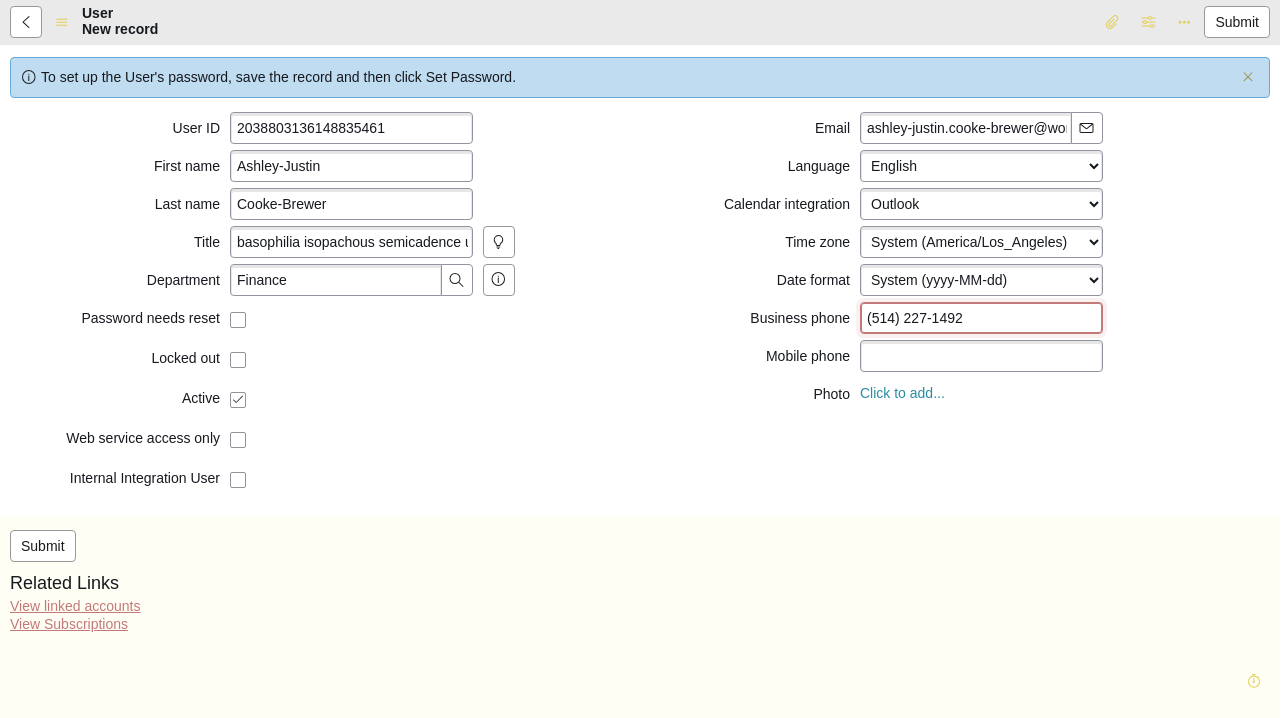 User
New record
Submit
To set up the User's password, save the record and then click Set Password.
User ID 2038803136148835461
First name Ashley-Justin
Last name Cooke-Brewer
Title basophilia isopachous semicadence
Department Finance
Password needs reset
Locked out
Active
Web service access only
Internal Integration User
Email ashley-justin.cooke-brewer@wo
Language English
Calendar integration Outlook
Time zone System (America/Los_Angeles)
Date format System (yyyy-MM-dd)
Business phone (514) 227-1492
Mobile phone
Photo Click to add...
Submit
Related Links
View linked accounts
View Subscriptions